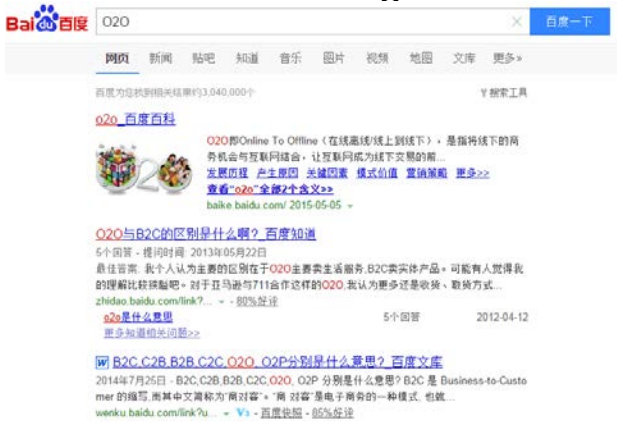 Bai du 百度 O2O 百度一下
网页 新闻 贴吧 知道 音乐 图片 视频 地图 文库 更多»
百度为您找到相关结果约3,040,000个 搜索工具
o2o_百度百科
O2O即Online To Offline（在线离线/线上到线下），是指将线下的商
务机会与互联网结合，让互联网成为线下交易的前...
发展历程 产生原因 关键因素 模式价值 营销策略 更多>>
查看“o2o”全部2个含义>>
baike.baidu.com/ 2015-05-05
O2O
O2O与B2C的区别是什么啊?_百度知道
5个回答 - 提问时间: 2013年05月22日
最佳答案: 我个人认为主要的区别在于O2O主要卖生活服务,B2C卖实体产品。可能有人觉得我
的理解比较狭隘吧。对于亚马逊与711合作这样的O2O,我认为更多还是收货、取货方式...
zhidao.baidu.com/link?... - 80%好评
o2o是什么意思 5个回答 2012-04-12
更多知道相关问题>>
W B2C,C2B,B2B,C2C,O2O, O2P分别是什么意思?_百度文库
2014年7月25日 - B2C,C2B,B2B,C2C,O2O, O2P 分别是什么意思? B2C 是 Business-to-Custo
mer 的缩写,而其中文简称为“商对客”。“商 对客”是电子商务的一种模式, 也就...
wenku.baidu.com/link?u... V3 - 百度快照 - 85%好评